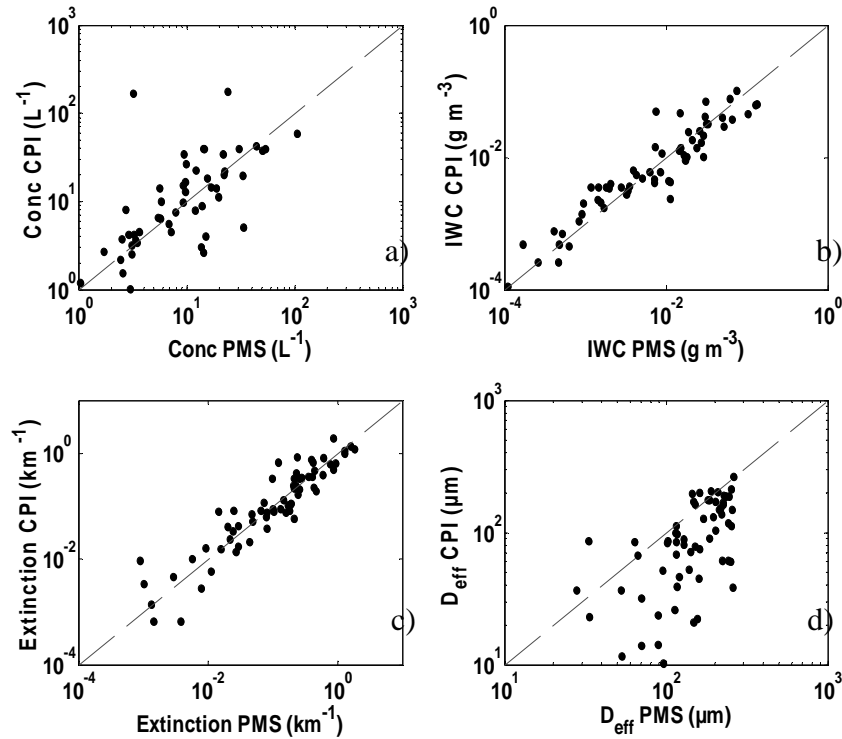 10³
10²
10¹
10⁰
Conc CPI (L⁻¹)
a)
10⁰ 10¹ 10² 10³
Conc PMS (L⁻¹)
10⁰
10⁻²
10⁻⁴
IWC CPI (g m⁻³)
b)
10⁻⁴ 10⁻² 10⁰
IWC PMS (g m⁻³)
10⁰
10⁻²
10⁻⁴
Extinction CPI (km⁻¹)
c)
10⁻⁴ 10⁻² 10⁰
Extinction PMS (km⁻¹)
10³
10²
10¹
D_eff CPI (µm)
d)
10¹ 10² 10³
D_eff PMS (µm)